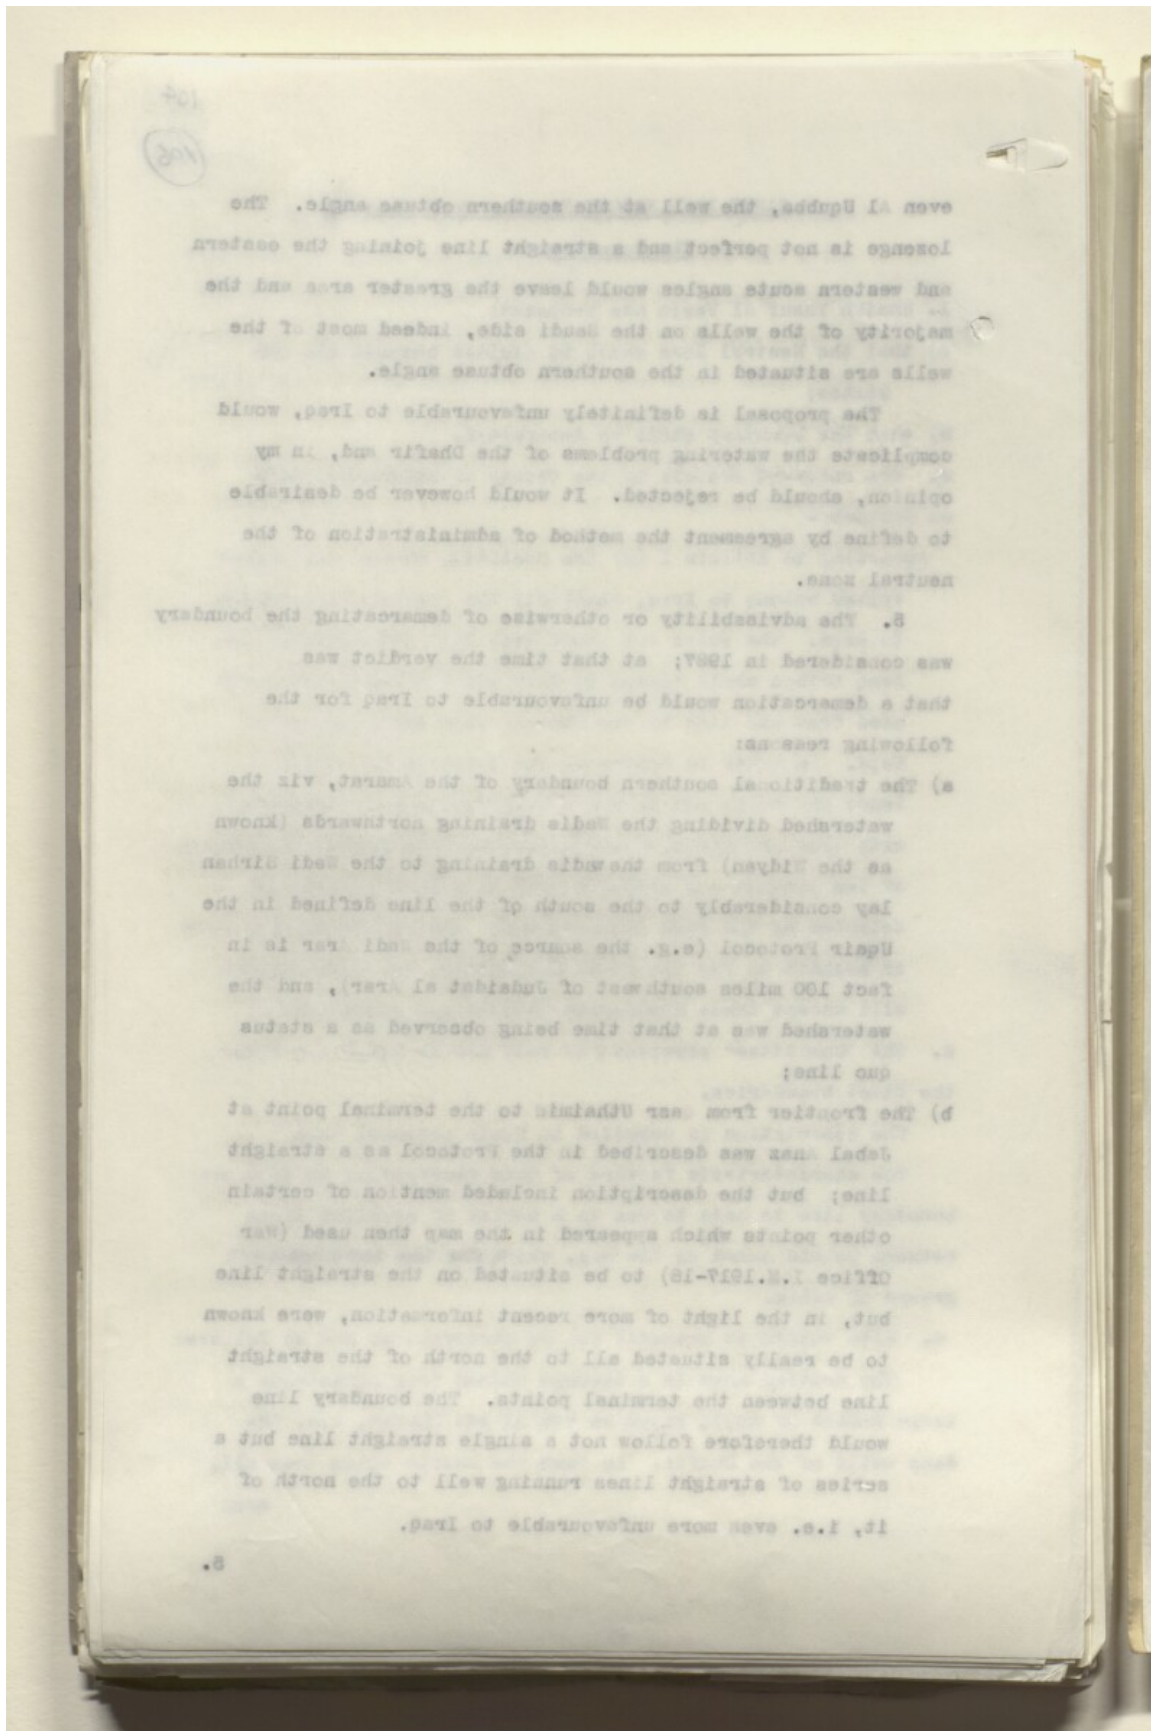 104
106
even Al Uqubba, the well at the southern obtuse angle. The
lozenge is not perfect and a straight line joining the eastern
and western acute angles would leave the greater area and the
majority of the wells on the Saudi side, indeed most of the
wells are situated in the southern obtuse angle.
The proposal is definitely unfavourable to Iraq, would
complicate the watering problems of the Dhafir and, in my
opinion, should be rejected. It would however be desirable
to define by agreement the method of administration of the
neutral zone.
5. The advisability or otherwise of demarcating the boundary
was considered in 1937; at that time the verdict was
that a demarcation would be unfavourable to Iraq for the
following reasons:
a) The traditional southern boundary of the Amarat, viz the
watershed dividing the Wadis draining northwards (known
as the Widyan) from the wadis draining to the Wadi Sirhan
lay considerably to the south of the line defined in the
Uqair Protocol (e.g. the source of the Wadi Arar is in
fact 100 miles southwest of Judaidat al Arar), and the
watershed was at that time being observed as a status
quo line;
b) The frontier from Uthaimin to the terminal point at
Jebel Anaz was described in the Protocol as a straight
line; but the description included mention of certain
other points which appeared in the map then used (War
Office 1917-18) to be situated on the straight line
but, in the light of more recent information, were known
to be really situated all to the north of the straight
line between the terminal points. The boundary line
would therefore follow not a single straight line but a
series of straight lines running well to the north of
it, i.e. even more unfavourable to Iraq.
5.